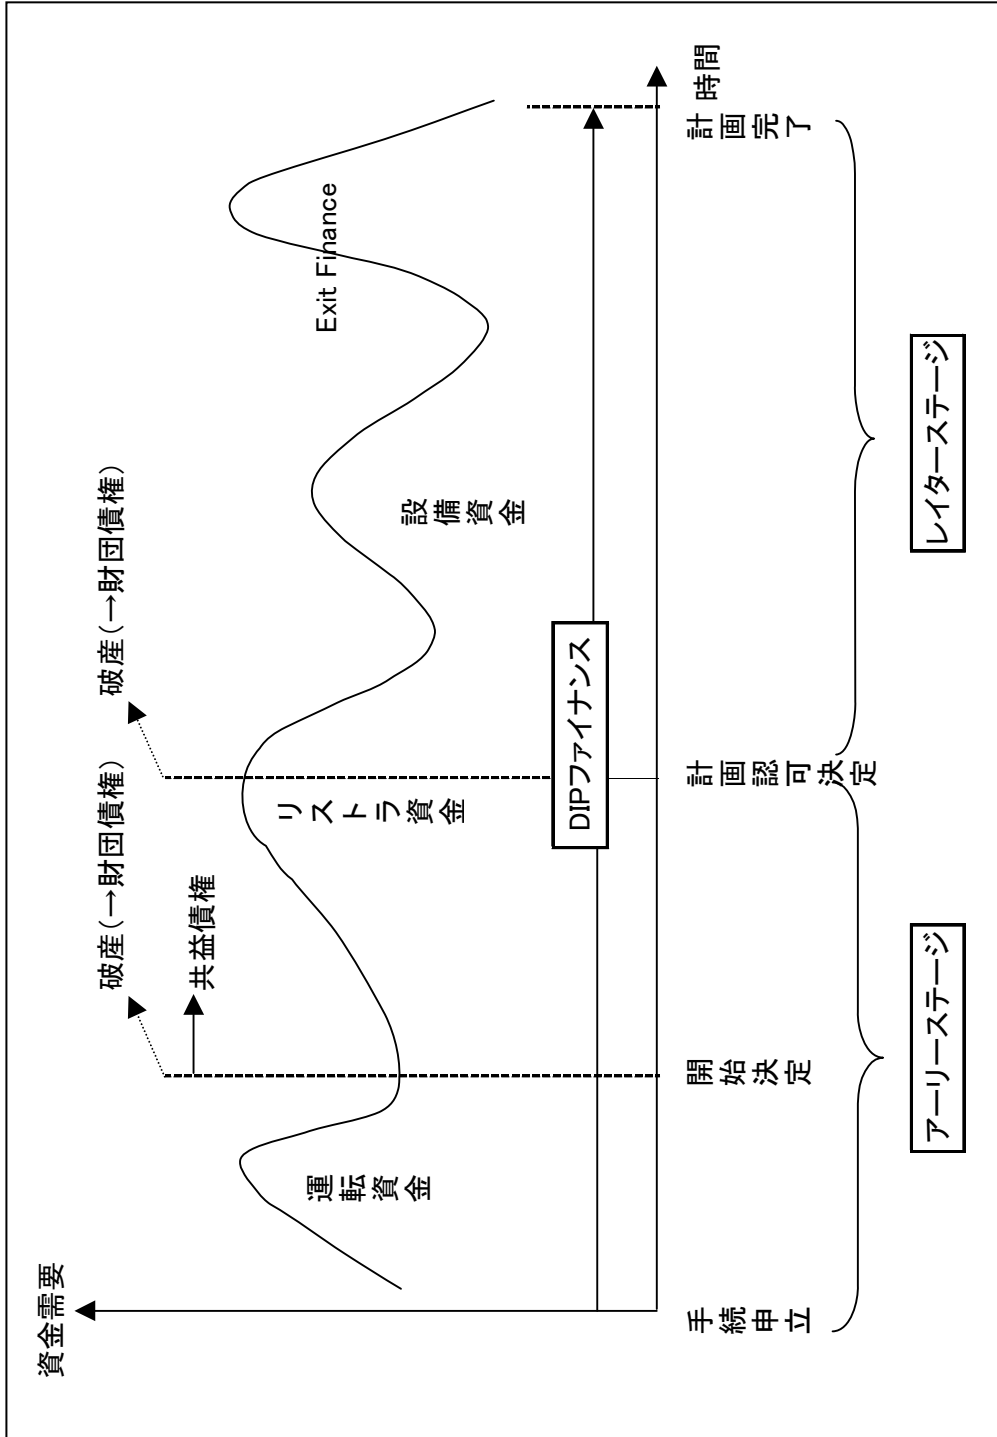 資金需要
破産(→財団債権)
破産(→財団債権)
共益債権
運転資金
リストラ資金
設備資金
Exit Finance
DIPファイナンス
時間
手続申立
開始決定
計画認可決定
計画完了
アーリーステージ
レイターステージ